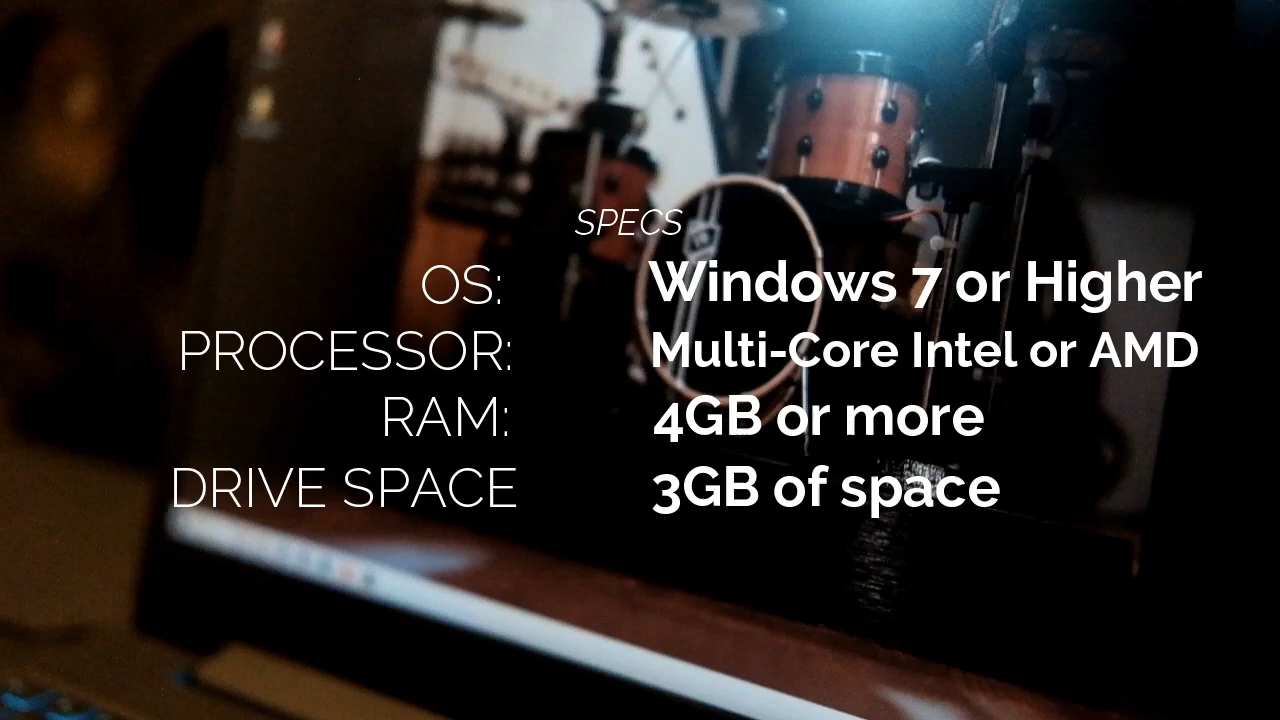 SPECS
OS: Windows 7 or Higher
PROCESSOR: Multi-Core Intel or AMD
RAM: 4GB or more
DRIVE SPACE 3GB of space